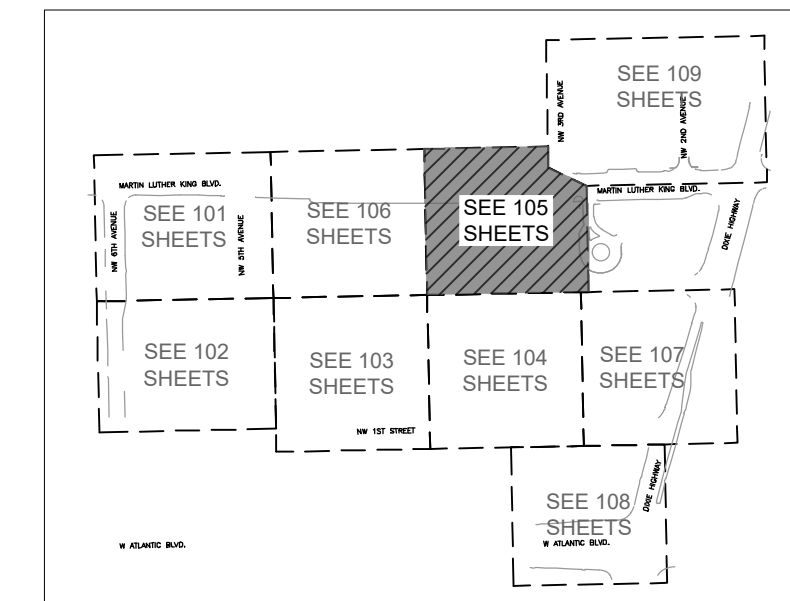 SEE 109
SHEETS
NW 3RD AVENUE
NW 2ND AVENUE
MARTIN LUTHER KING BLVD.
SEE 101
SHEETS
NW 6TH AVENUE
NW 5TH AVENUE
SEE 106
SHEETS
SEE 105
SHEETS
MARTIN LUTHER KING BLVD.
DIXIE HIGHWAY
SEE 102
SHEETS
SEE 103
SHEETS
SEE 104
SHEETS
SEE 107
SHEETS
NW 1ST STREET
SEE 108
SHEETS
DIXIE HIGHWAY
W ATLANTIC BLVD.
W ATLANTIC BLVD.